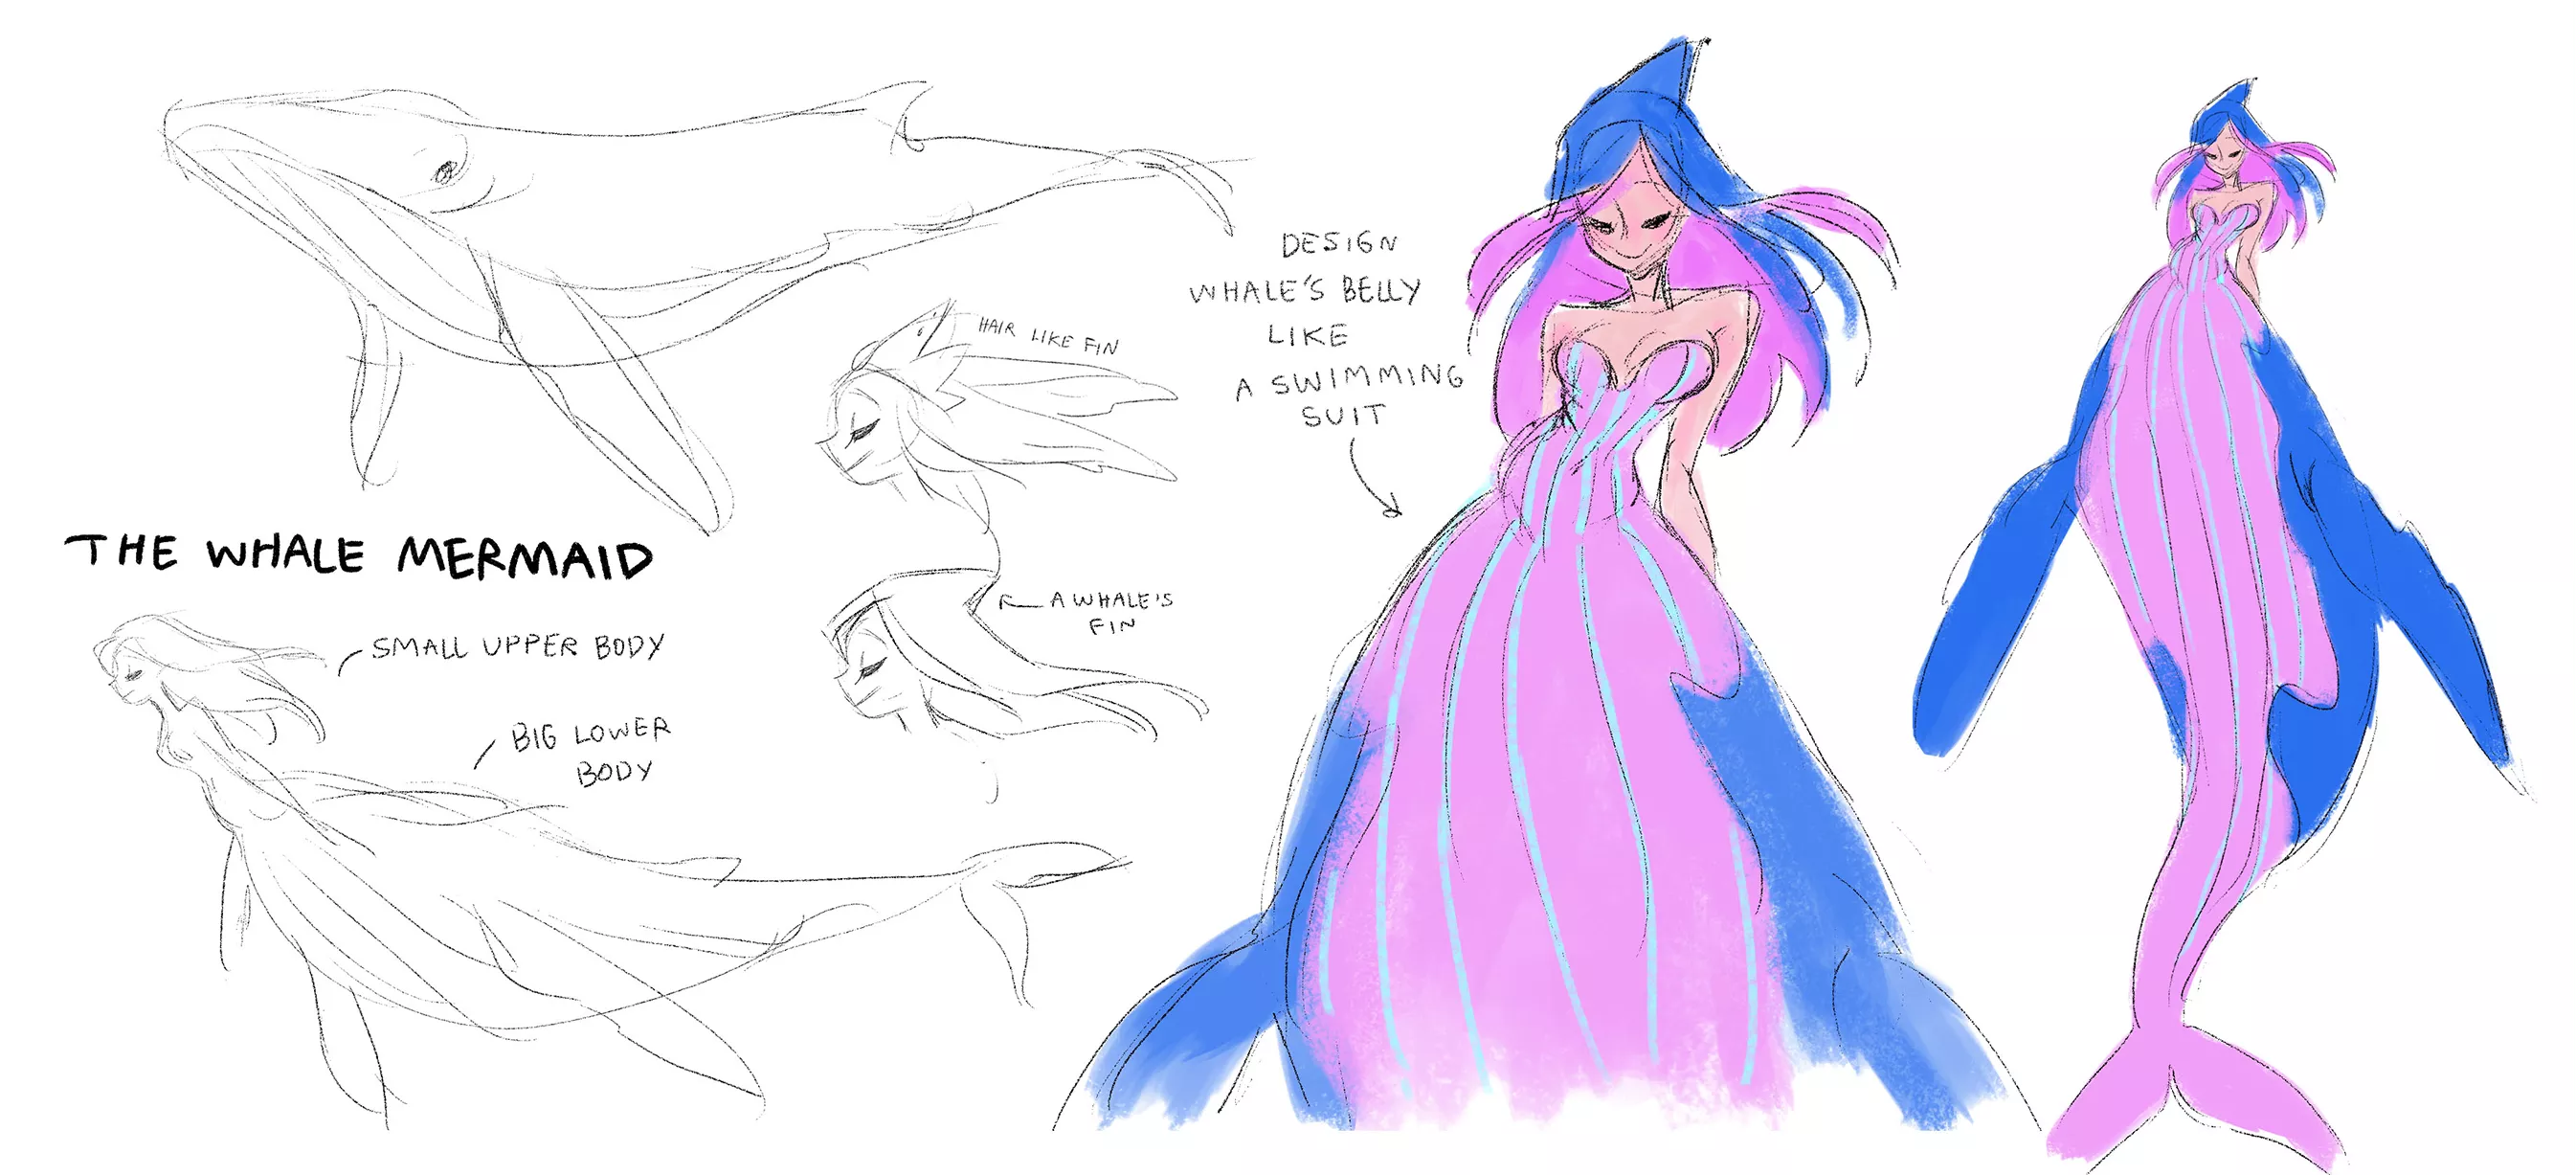 THE WHALE MERMAID
SMALL UPPER BODY
BIG LOWER
BODY
HAIR LIKE FIN
A WHALE'S
FIN
DESIGN
WHALE'S BELLY
LIKE
A SWIMMING
SUIT